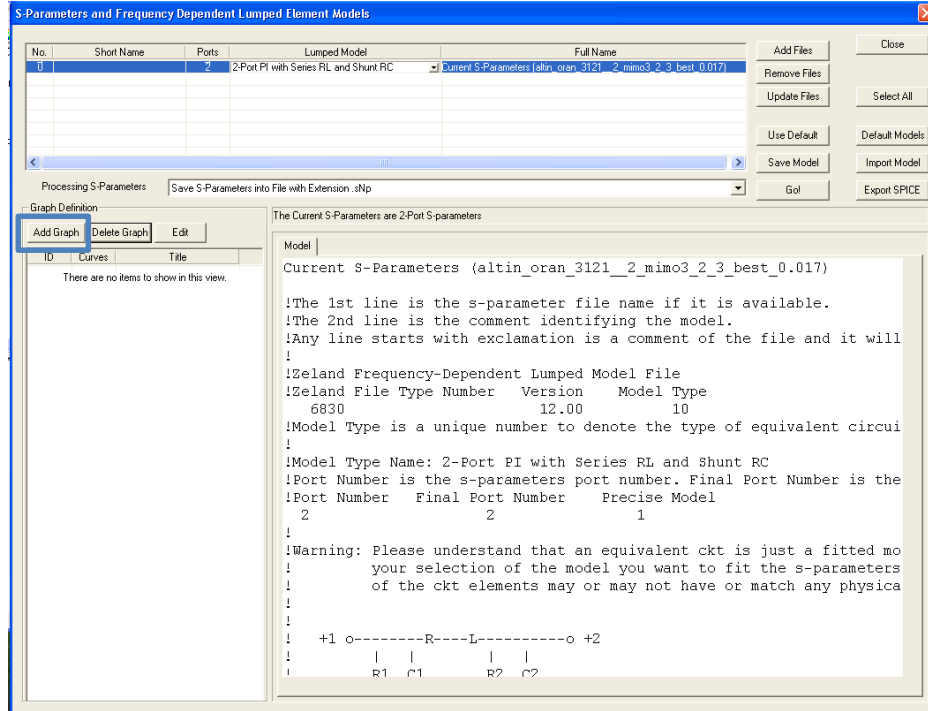 S-Parameters and Frequency Dependent Lumped Element Models
No. Short Name Ports Lumped Model Full Name
0 2 2-Port PI with Series RL and Shunt RC Current S-Parameters (altin_oran_3121__2_mimo3_2_3_best_0.017)
Add Files Close
Remove Files
Update Files Select All
Use Default Default Models
Save Model Import Model
Processing S-Parameters Save S-Parameters into File with Extension .sNp Go! Export SPICE
Graph Definition
Add Graph Delete Graph Edit
ID Curves Title
There are no items to show in this view.
The Current S-Parameters are 2-Port S-parameters
Model
Current S-Parameters (altin_oran_3121__2_mimo3_2_3_best_0.017)
!The 1st line is the s-parameter file name if it is available.
!The 2nd line is the comment identifying the model.
!Any line starts with exclamation is a comment of the file and it will
!
!Zeland Frequency-Dependent Lumped Model File
!Zeland File Type Number Version Model Type
6830 12.00 10
!Model Type is a unique number to denote the type of equivalent circui
!
!Model Type Name: 2-Port PI with Series RL and Shunt RC
!Port Number is the s-parameters port number. Final Port Number is the
!Port Number Final Port Number Precise Model
2 2 1
!
!Warning: Please understand that an equivalent ckt is just a fitted mo
! your selection of the model you want to fit the s-parameters
! of the ckt elements may or may not have or match any physica
!
!
! +1 o--------R----L----------o +2
! | | | |
! R1 C1 R2 C2